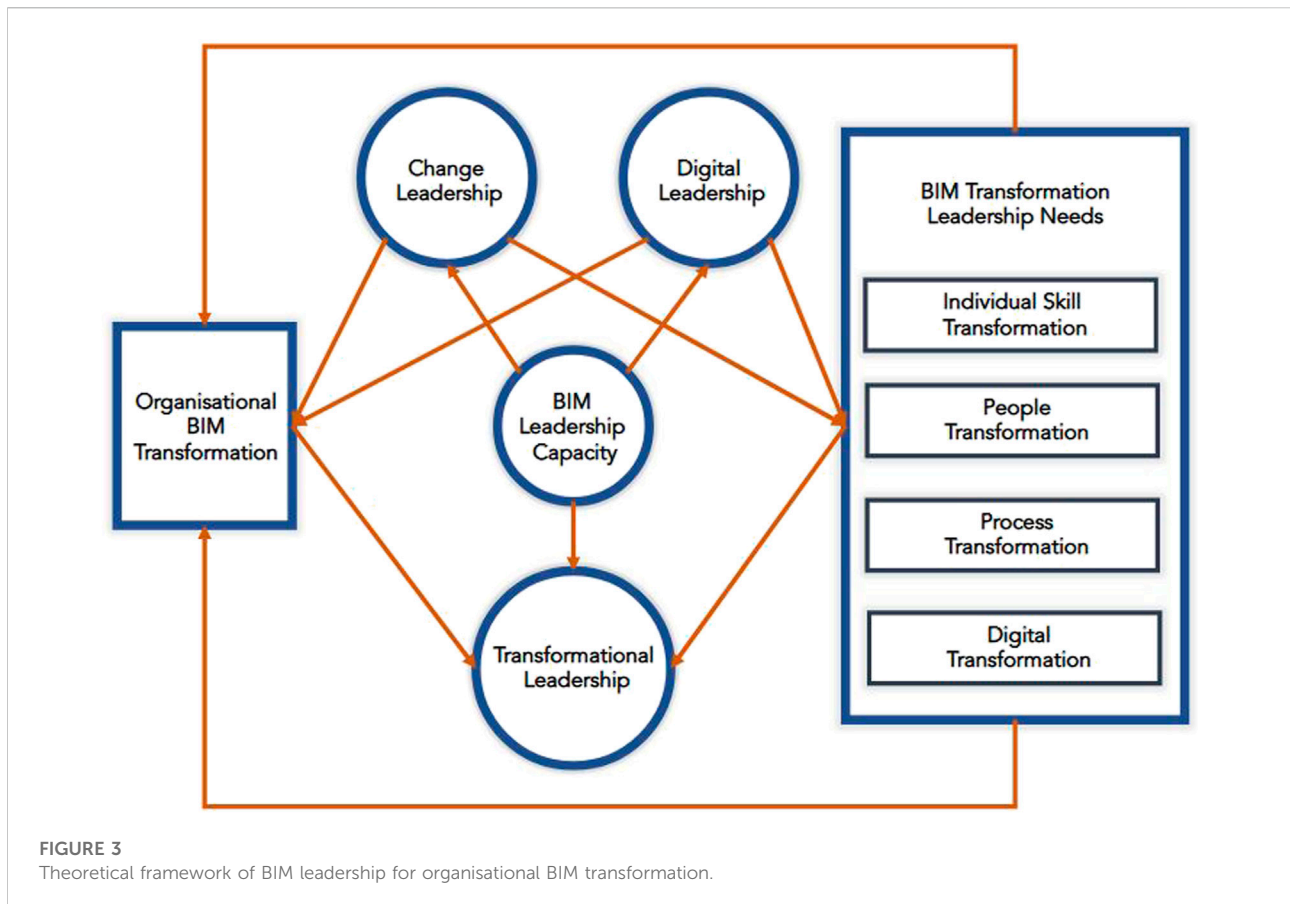 Change
Leadership
Digital
Leadership
BIM Transformation
Leadership Needs
Individual Skill
Transformation
People
Transformation
Process
Transformation
Digital
Transformation
Organisational
BIM
Transformation
BIM
Leadership
Capacity
Transformational
Leadership
FIGURE 3
Theoretical framework of BIM leadership for organisational BIM transformation.